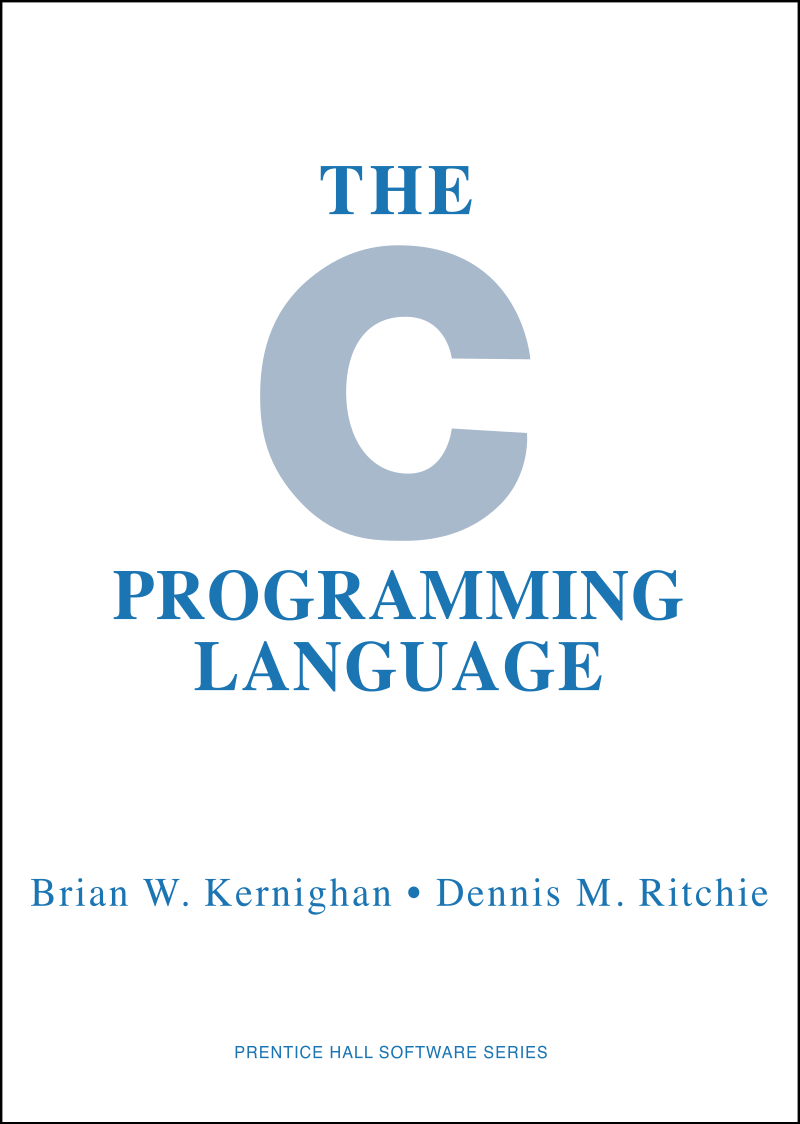 THE
C
PROGRAMMING
LANGUAGE
Brian W. Kernighan • Dennis M. Ritchie
PRENTICE HALL SOFTWARE SERIES